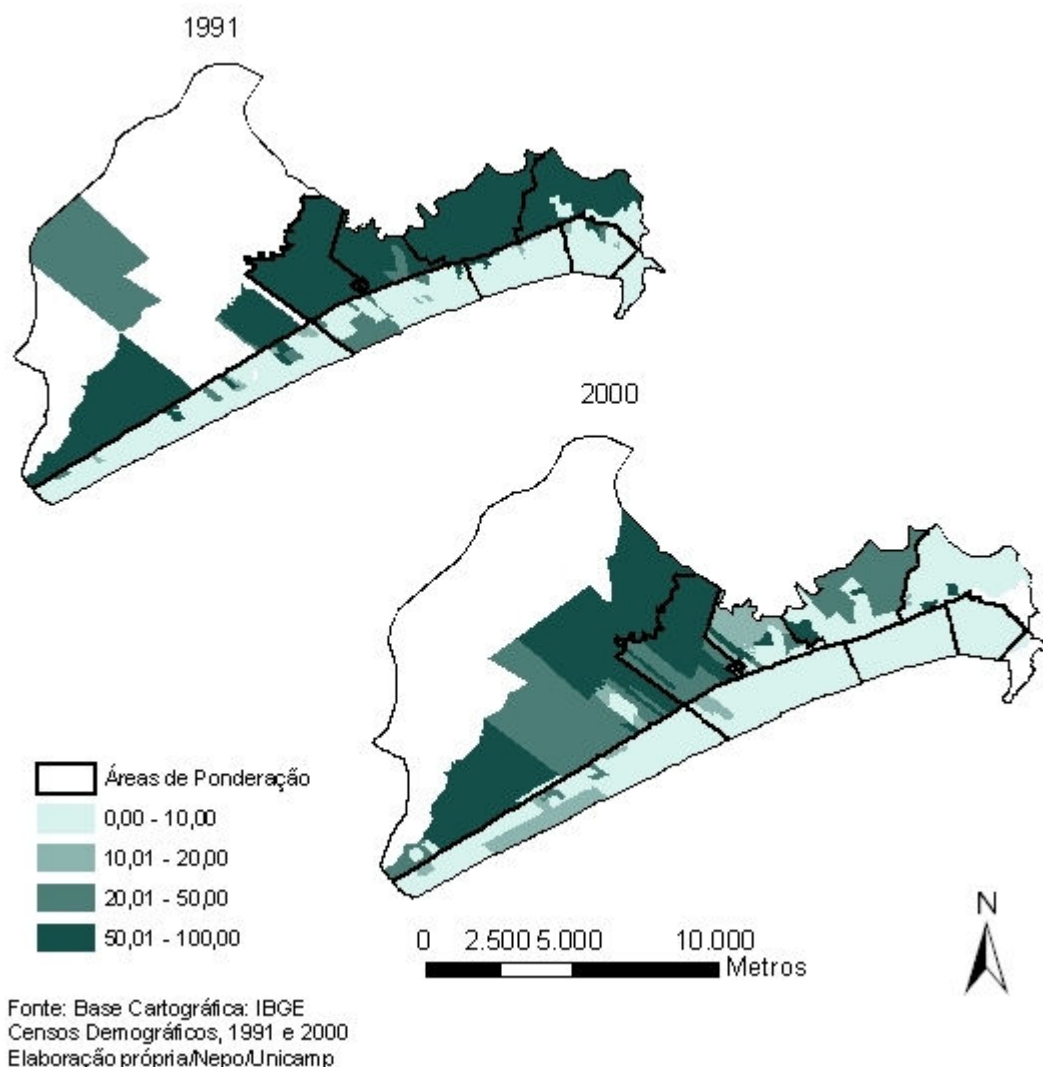 1991
2000
Áreas de Ponderação
0,00 - 10,00
10,01 - 20,00
20,01 - 50,00
50,01 - 100,00
0 2.500 5.000 10.000
Metros
N
Fonte: Base Cartográfica: IBGE
Censos Demográficos, 1991 e 2000
Elaboração própria/Nepo/Unicamp